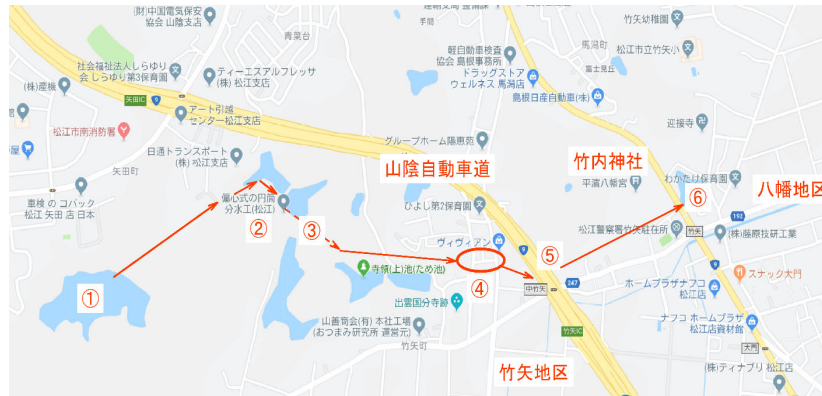 (財)中国電気保安
協会 山陰支店
手間
竹矢幼稚園
馬潟町
松江市立竹矢小
青葉台
社会福祉法人しらゆり
会 しらゆり第3保育園
ティーエスアルフレッサ
(株) 松江支店
軽自動車検査
協会 島根事務所
富士見丘
ドラッグストア
ウェルネス 馬潟店
(株)産機
矢田IC
9
アート引越
センター松江支店
島根日産自動車(株)
松江市南消防署
迎接寺
グループホーム陽恵苑
日通トランスポート
(株) 松江支店
山陰自動車道
竹内神社
矢田町
わかたけ保育園
平濱八幡宮
⑥
八幡地区
車検 の コバック
松江 矢田 店 日本
偏心式の円筒
分水工(松江)
ひよし第2保育園
②
③
松江警察署竹矢駐在所
竹矢
192
(株)藤原技研工業
ヴィヴィアン
⑤
寺領(上)池(ため池)
9
スナック大門
①
④
中竹矢
247
ホームプラザナフコ
松江店
出雲国分寺跡
山善商会(有) 本社工場
(おつまみ研究所 運営元)
竹矢IC
ナフコ ホームプラザ
松江店資材館
竹矢町
大門
竹矢地区
(株)ティナプリ 松江店